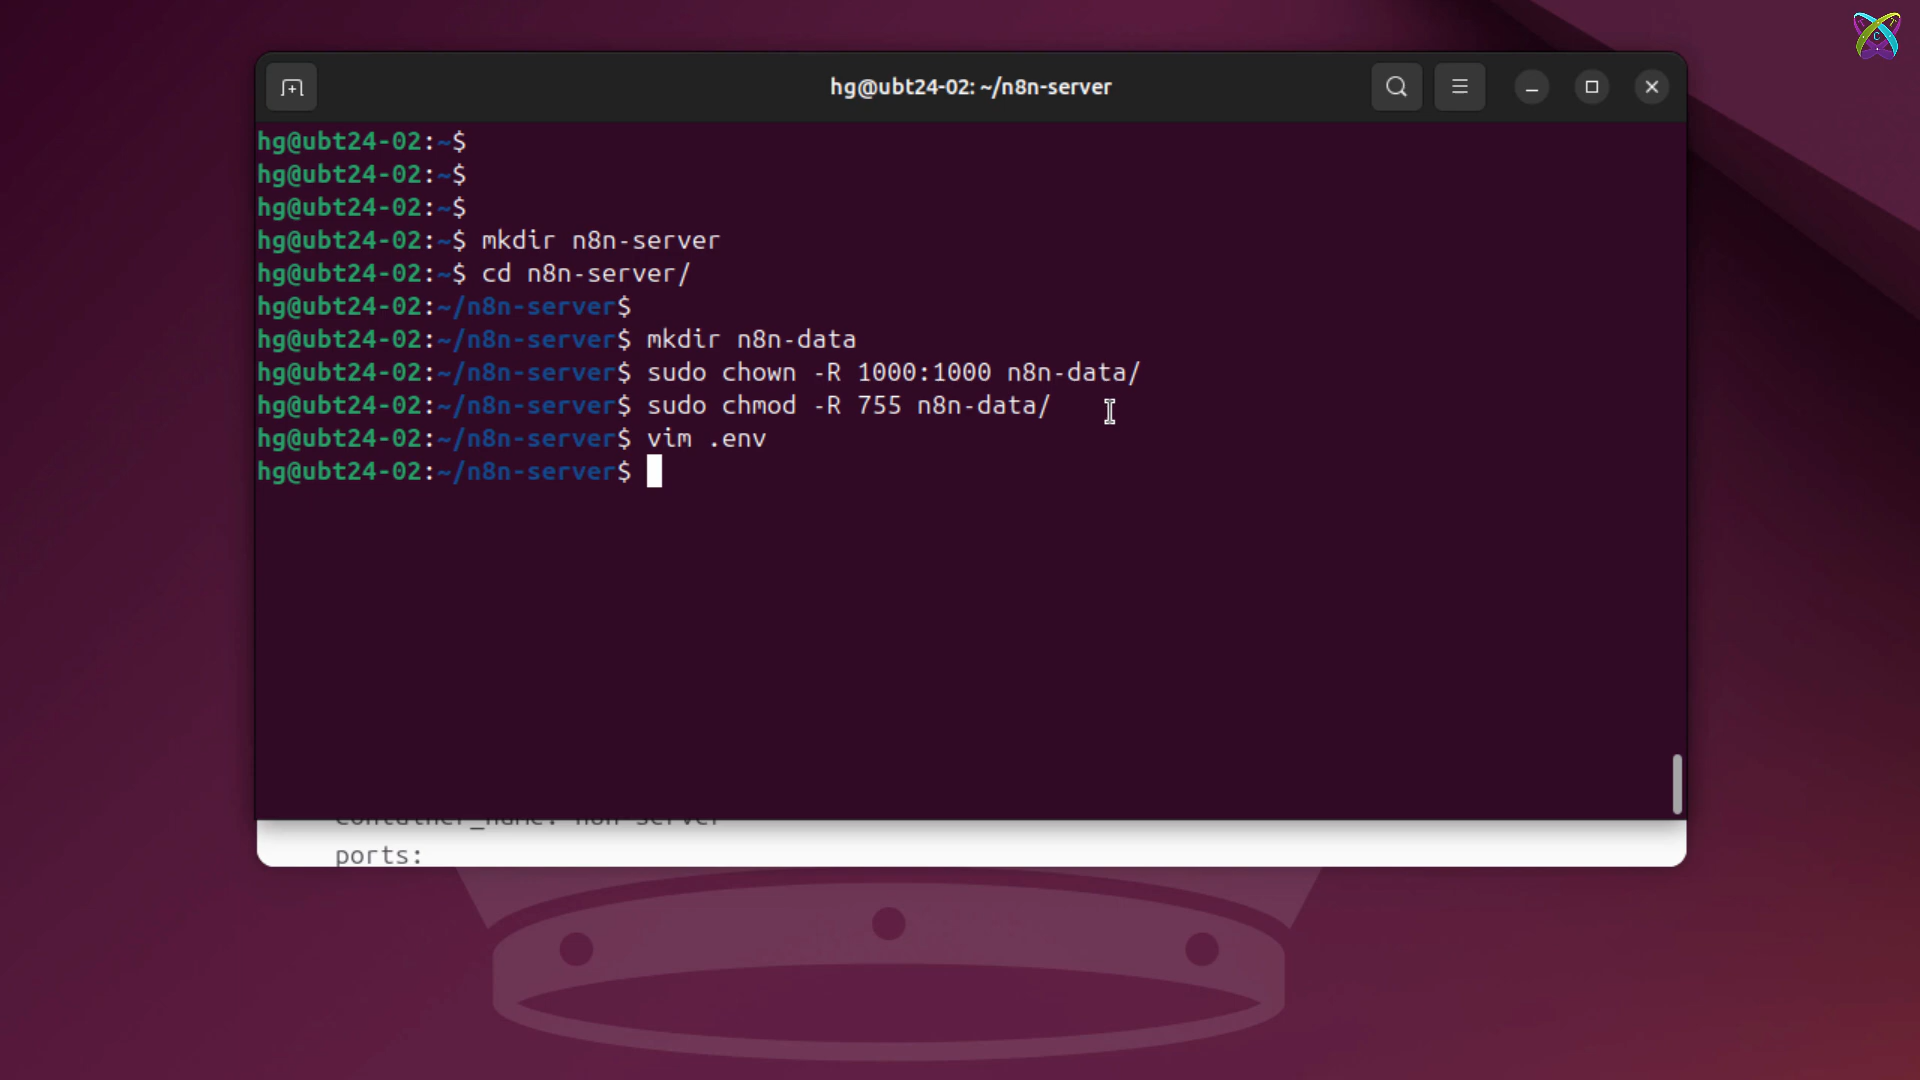 hg@ubt24-02: ~/n8n-server
hg@ubt24-02:~$
hg@ubt24-02:~$
hg@ubt24-02:~$
hg@ubt24-02:~$ mkdir n8n-server
hg@ubt24-02:~$ cd n8n-server/
hg@ubt24-02:~/n8n-server$
hg@ubt24-02:~/n8n-server$ mkdir n8n-data
hg@ubt24-02:~/n8n-server$ sudo chown -R 1000:1000 n8n-data/
hg@ubt24-02:~/n8n-server$ sudo chmod -R 755 n8n-data/
hg@ubt24-02:~/n8n-server$ vim .env
hg@ubt24-02:~/n8n-server$
ports: